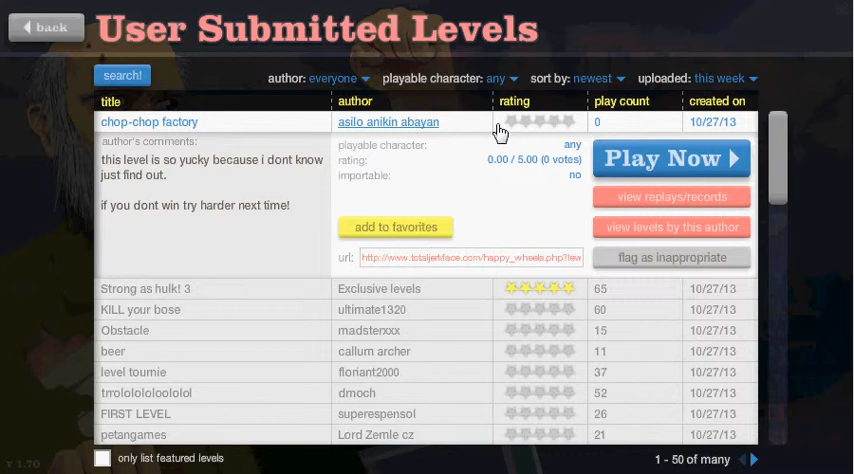 back
User Submitted Levels
search!
author: everyone playable character: any sort by: newest uploaded: this week
title author rating play count created on
chop-chop factory asilo anikin abayan 0 10/27/13
author's comments:
this level is so yucky because i dont know
just find out.
if you dont win try harder next time!
playable character: any
rating: 0.00 / 5.00 (0 votes)
importable: no
add to favorites
url: http://www.totaljerkface.com/happy_wheels.php?lev
Play Now
view replays/records
view levels by this author
flag as inappropriate
Strong as hulk! 3 Exclusive levels 65 10/27/13
KILL your bose ultimate1320 60 10/27/13
Obstacle madsterxxx 15 10/27/13
beer callum archer 11 10/27/13
level tournie floriant2000 37 10/27/13
trrololololoololol dmoch 52 10/27/13
FIRST LEVEL superespensol 26 10/27/13
petangames Lord Zemle cz 21 10/27/13
v 1.70 only list featured levels 1 - 50 of many